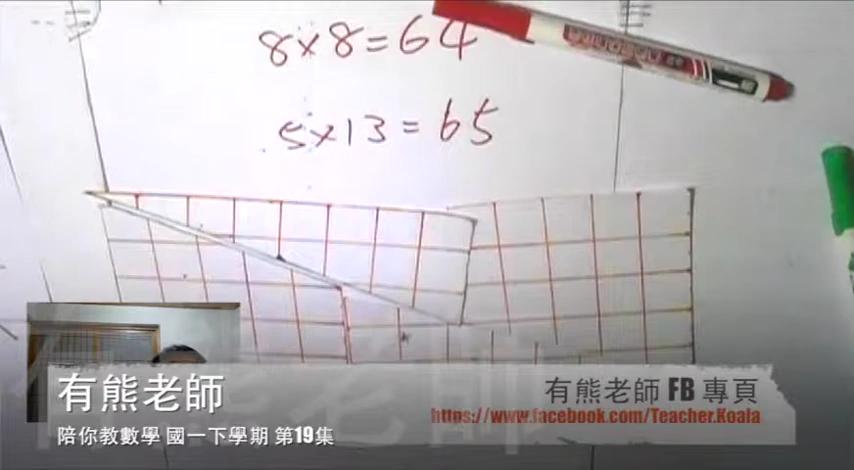 8×8=64
5×13=65
有熊老師
陪你教數學 國一下學期 第19集
有熊老師 FB 專頁
https://www.facebook.com/Teacher.Koala